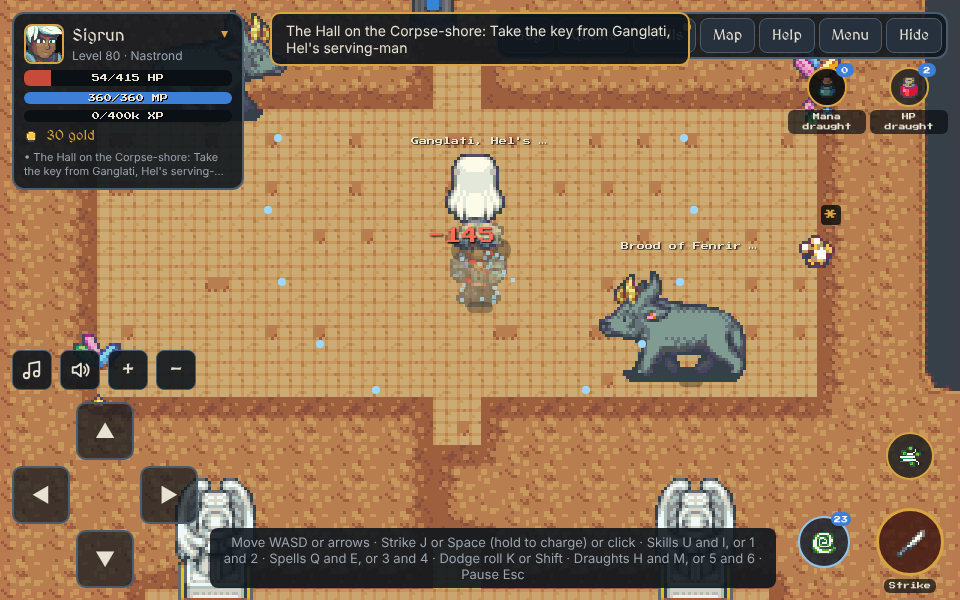 Sigrun
Level 80 · Nastrond
54/415 HP
360/360 MP
0/400k XP
30 gold
• The Hall on the Corpse-shore: Take
the key from Ganglati, Hel's serving-…
The Hall on the Corpse-shore: Take the key from Ganglati,
Hel's serving-man
Map
Help
Menu
Hide
0
Mana
draught
2
HP
draught
Ganglati, Hel's …
-145
Brood of Fenrir …
*
+
−
23
Strike
Move WASD or arrows · Strike J or Space (hold to charge) or click · Skills U and I, or 1
and 2 · Spells Q and E, or 3 and 4 · Dodge roll K or Shift · Draughts H and M, or 5 and 6 ·
Pause Esc